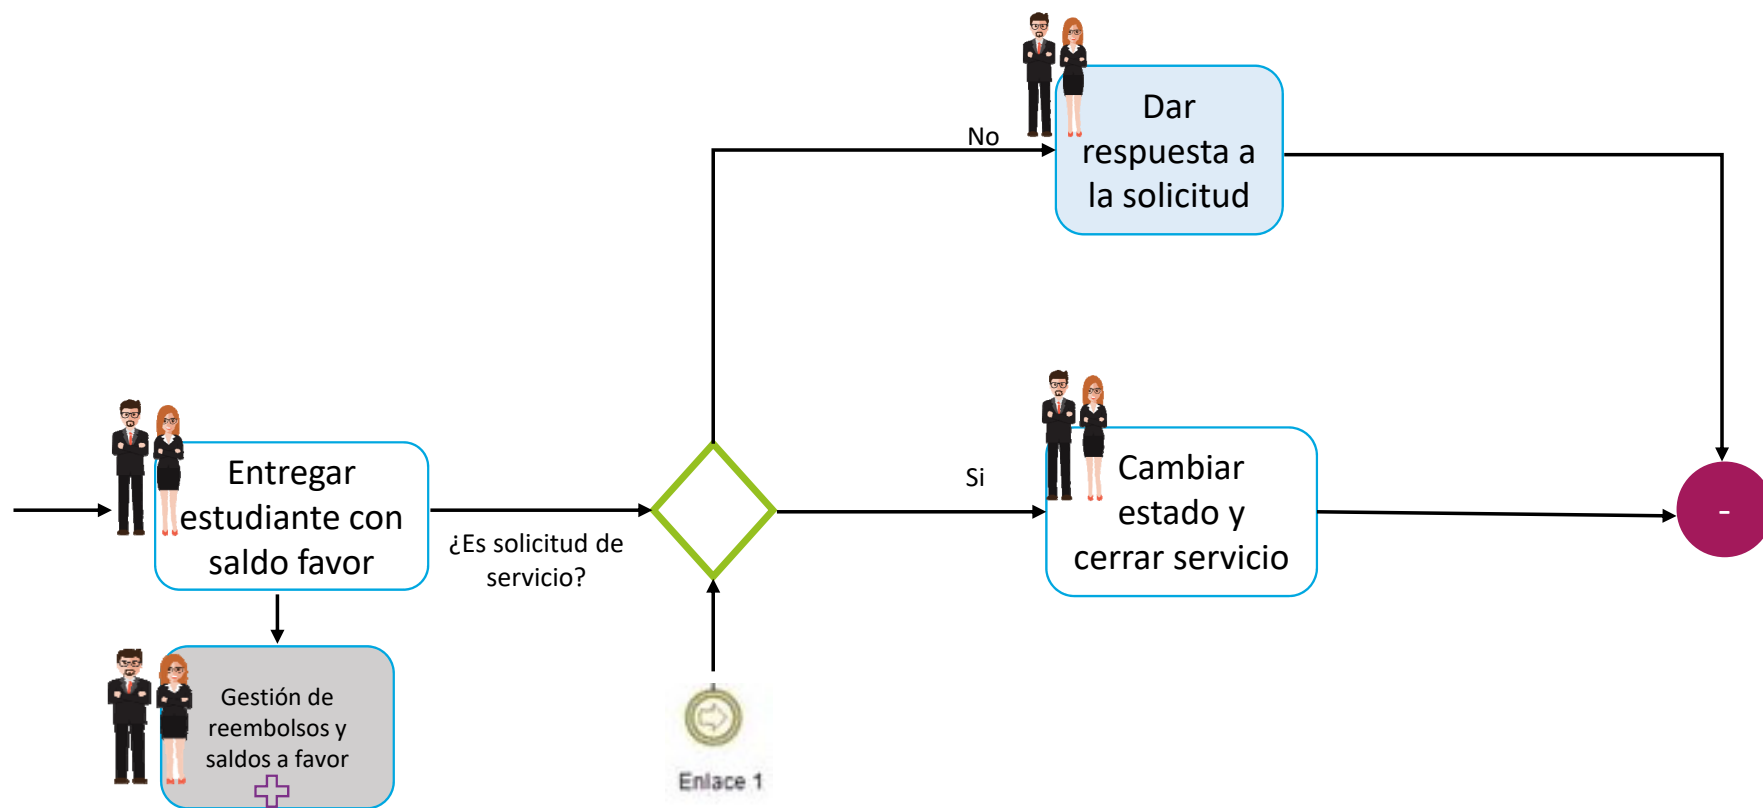 Dar
respuesta a
la solicitud
No
Entregar
estudiante con
saldo favor
¿Es solicitud de
servicio?
Si
Cambiar
estado y
cerrar servicio
-
Gestión de
reembolsos y
saldos a favor
Enlace 1